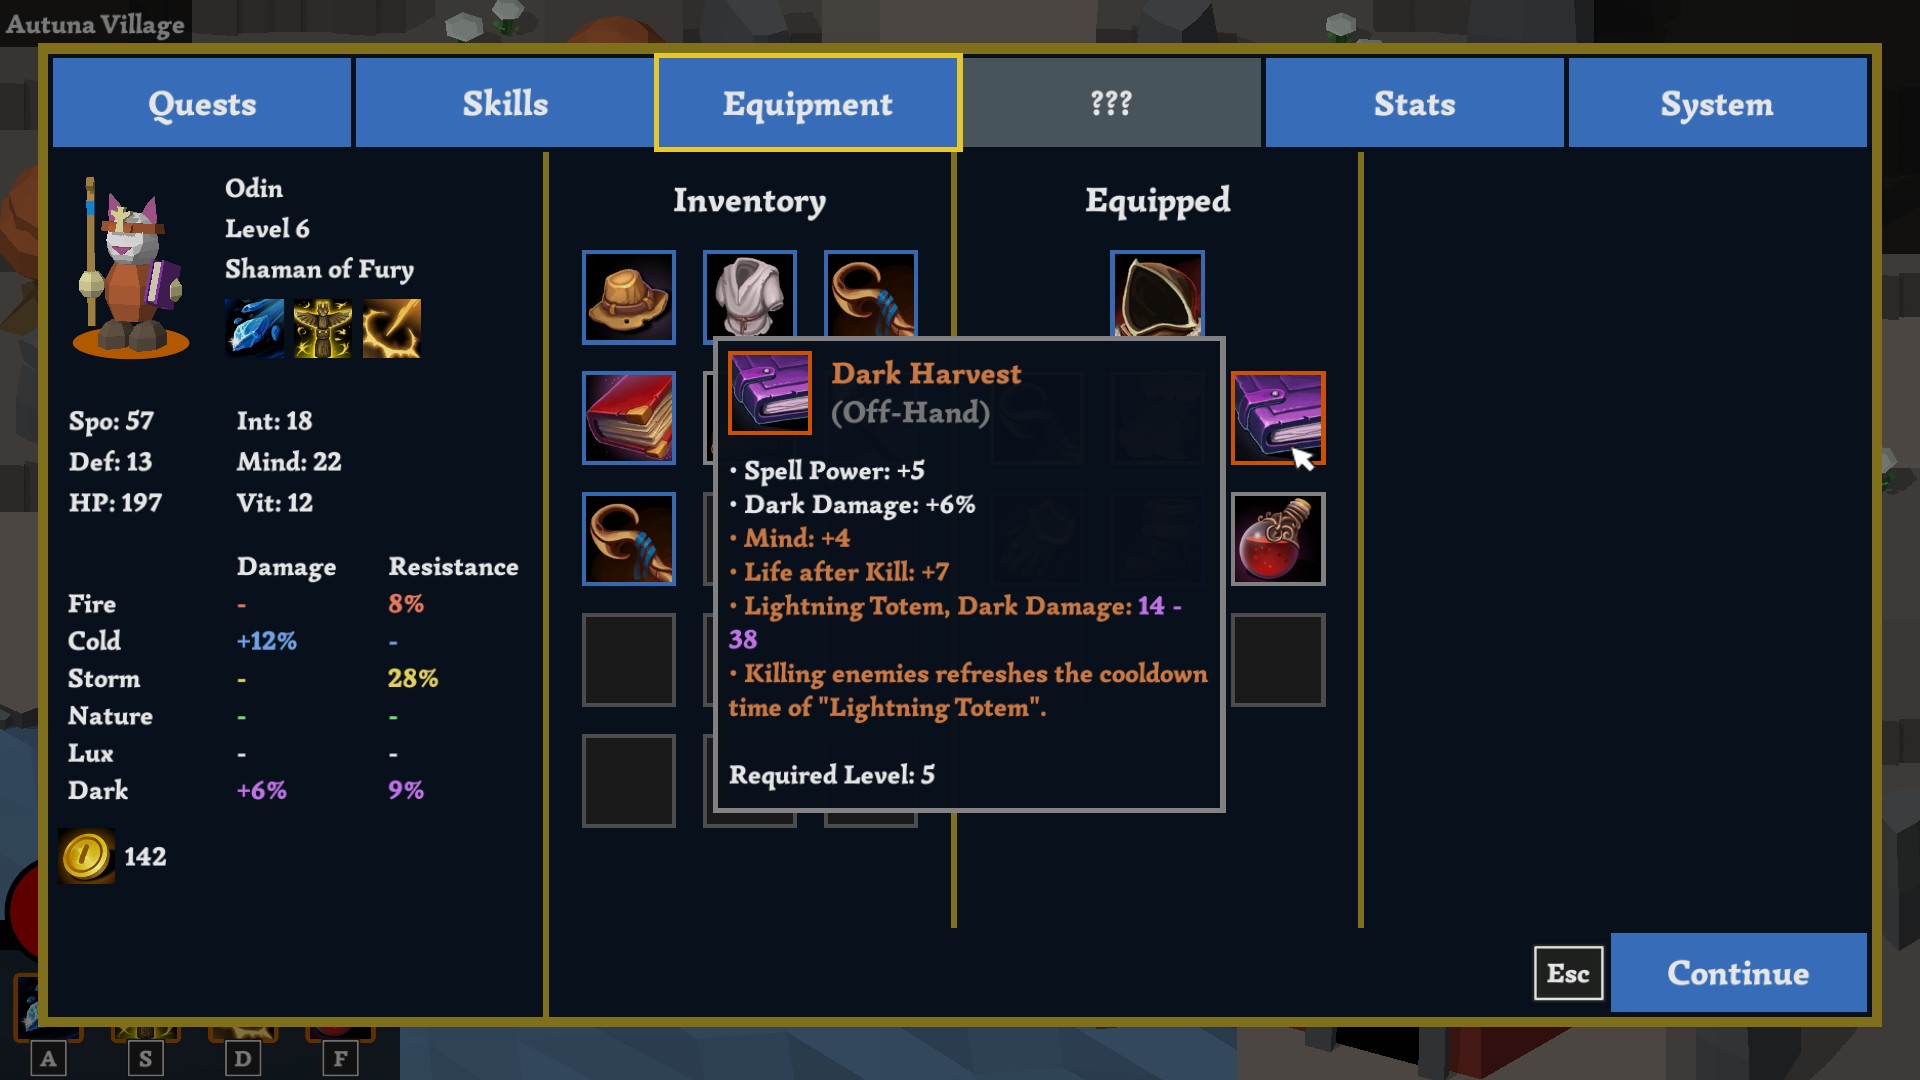 Autuna Village
Quests
Skills
Equipment
???
Stats
System
Odin
Level 6
Shaman of Fury
Spo: 57
Int: 18
Def: 13
Mind: 22
HP: 197
Vit: 12
Damage
Resistance
Fire
-
8%
Cold
+12%
-
Storm
-
28%
Nature
-
-
Lux
-
-
Dark
+6%
9%
142
Inventory
Equipped
Dark Harvest
(Off-Hand)
• Spell Power: +5
• Dark Damage: +6%
• Mind: +4
• Life after Kill: +7
• Lightning Totem, Dark Damage: 14 -
38
• Killing enemies refreshes the cooldown
time of "Lightning Totem".
Required Level: 5
Esc
Continue
A
S
D
F